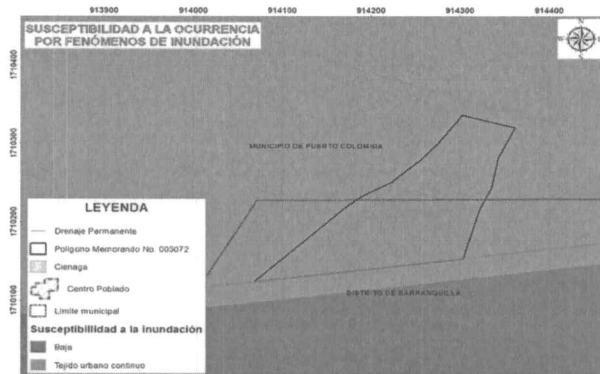 913900 914000 914100 914200 914300 914400
SUSCEPTIBILIDAD A LA OCURRENCIA
POR FENÓMENOS DE INUNDACIÓN
1710400
1710300
1710200
1710100
MUNICIPIO DE PUERTO COLOMBIA
DISTRITO DE BARRANQUILLA
LEYENDA
Drenaje Permanente
Polígono Memorando No. 003072
Cienaga
Centro Poblado
Limite municipal
Susceptibilidad a la inundación
Baja
Tejido urbano continuo